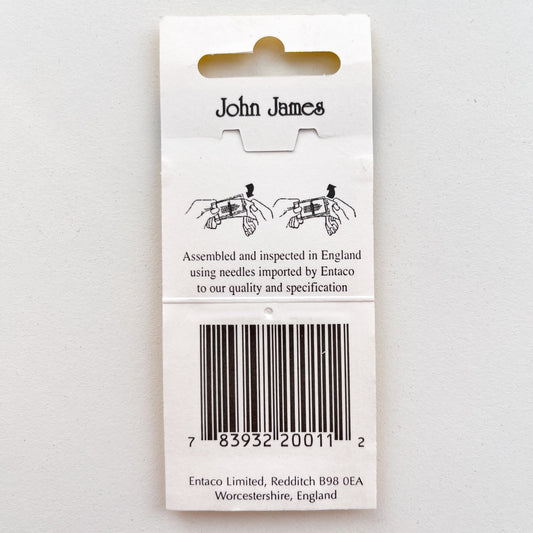 John James
Assembled and inspected in England
using needles imported by Entaco
to our quality and specification
7 83932 20011 2
Entaco Limited, Redditch B98 0EA
Worcestershire, England